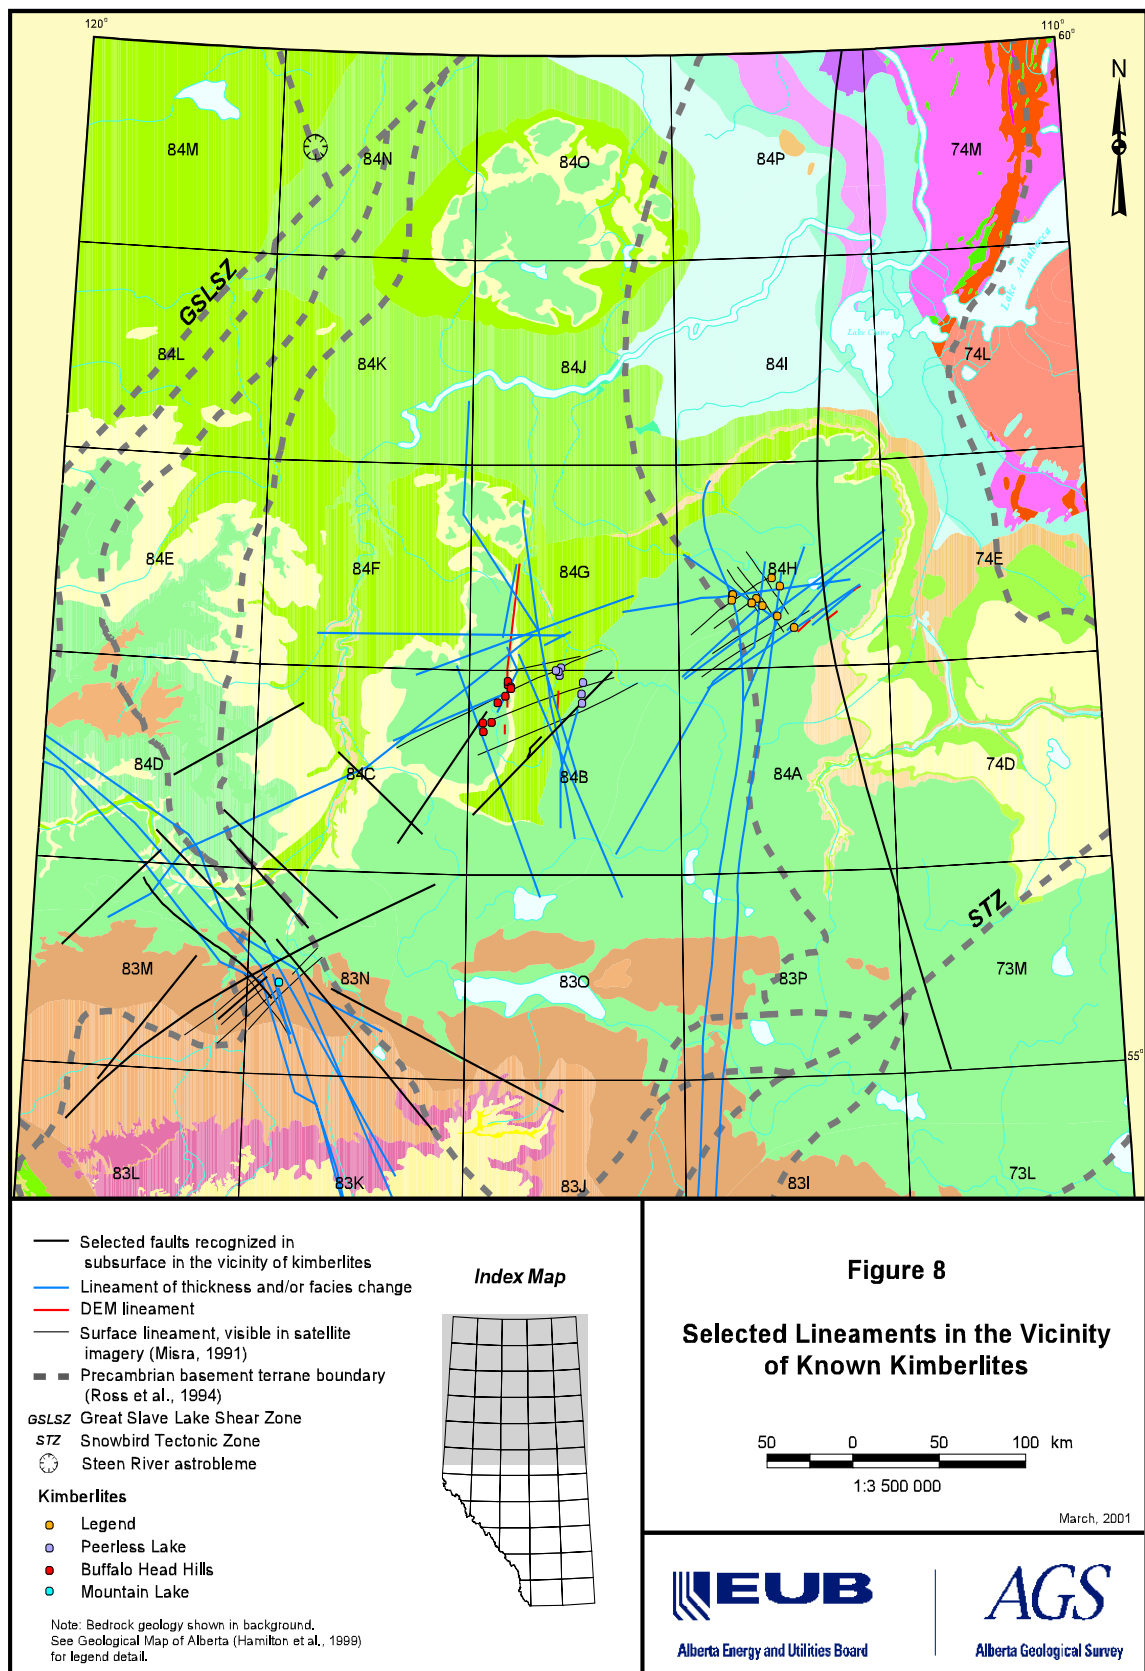 120°
110°
60°
N
84M
84N
84O
84P
74M
GSLSZ
Lake Athabasca
Lake Claire
84L
84K
84J
84I
74L
84E
84F
84G
84H
74E
84D
84C
84B
84A
74D
STZ
83M
83N
83O
83P
73M
55°
83L
83K
83J
83I
73L
Selected faults recognized in
subsurface in the vicinity of kimberlites
Lineament of thickness and/or facies change
DEM lineament
Surface lineament, visible in satellite
imagery (Misra, 1991)
Precambrian basement terrane boundary
(Ross et al., 1994)
GSLSZ Great Slave Lake Shear Zone
STZ Snowbird Tectonic Zone
Steen River astrobleme
Kimberlites
Legend
Peerless Lake
Buffalo Head Hills
Mountain Lake
Note: Bedrock geology shown in background.
See Geological Map of Alberta (Hamilton et al., 1999)
for legend detail.
Index Map
Figure 8
Selected Lineaments in the Vicinity
of Known Kimberlites
50 0 50 100 km
1:3 500 000
March, 2001
EUB
Alberta Energy and Utilities Board
AGS
Alberta Geological Survey